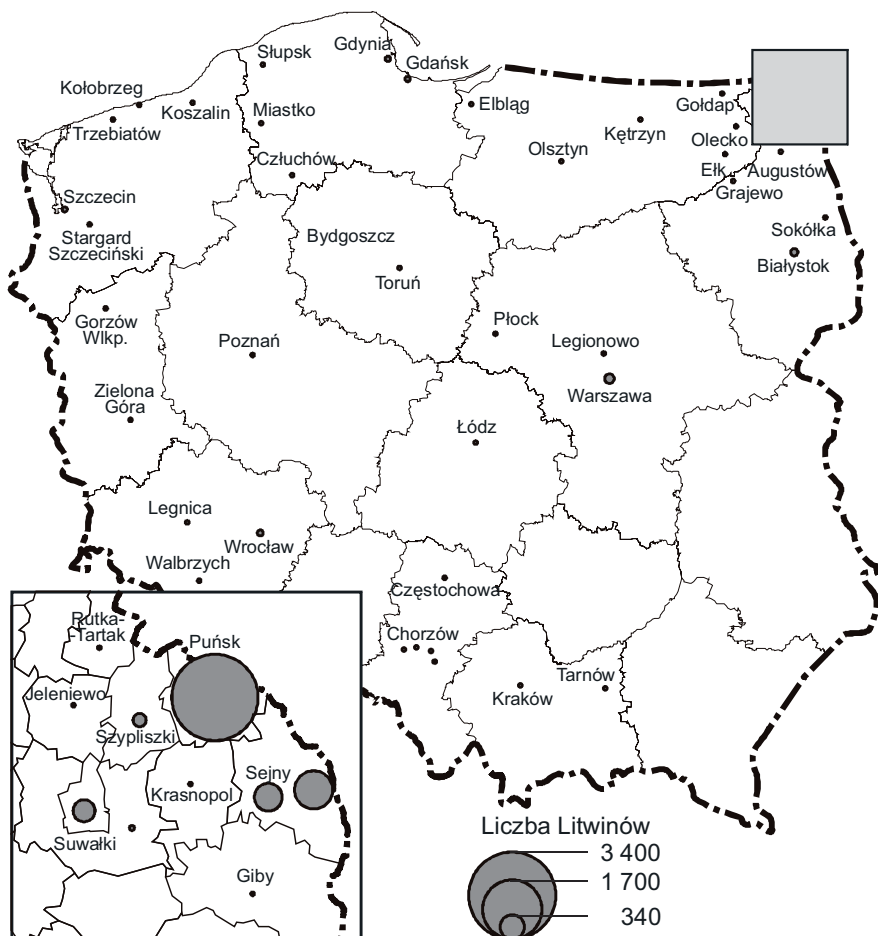 Słupsk
Gdynia
Gdańsk
Kołobrzeg
Koszalin
Trzebiatów
Miastko
Człuchów
Elbląg
Olsztyn
Kętrzyn
Gołdap
Olecko
Ełk
Augustów
Grajewo
Sokółka
Białystok
Szczecin
Stargard
Szczeciński
Bydgoszcz
Toruń
Gorzów
Wlkp.
Poznań
Płock
Legionowo
Warszawa
Zielona
Góra
Łódz
Legnica
Wrocław
Walbrzych
Częstochowa
Chorzów
Kraków
Tarnów
Rutka-
-Tartak
Puńsk
Jeleniewo
Szypliszki
Sejny
Krasnopol
Suwałki
Giby
Liczba Litwinów
3 400
1 700
340